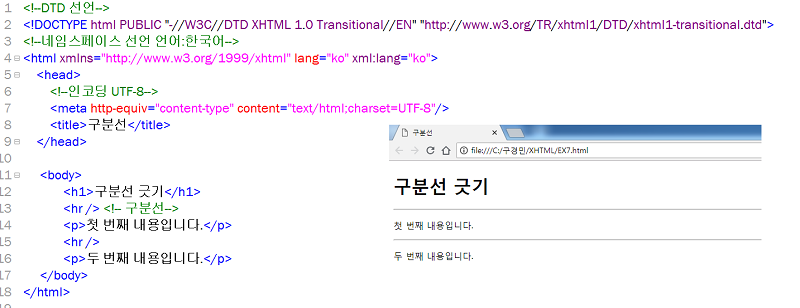 1 <!--DTD 선언-->
2 <!DOCTYPE html PUBLIC "-//W3C//DTD XHTML 1.0 Transitional//EN" "http://www.w3.org/TR/xhtml1/DTD/xhtml1-transitional.dtd">
3 <!--네임스페이스 선언 언어:한국어-->
4 <html xmlns="http://www.w3.org/1999/xhtml" lang="ko" xml:lang="ko">
5 <head>
6 <!--인코딩 UTF-8-->
7 <meta http-equiv="content-type" content="text/html;charset=UTF-8"/>
8 <title>구분선</title>
9 </head>
10
11 <body>
12 <h1>구분선 긋기</h1>
13 <hr /> <!-- 구분선-->
14 <p>첫 번째 내용입니다.</p>
15 <hr />
16 <p>두 번째 내용입니다.</p>
17 </body>
18 </html>
구분선
file:///C:/구경민/XHTML/EX7.html
구분선 긋기
첫 번째 내용입니다.
두 번째 내용입니다.